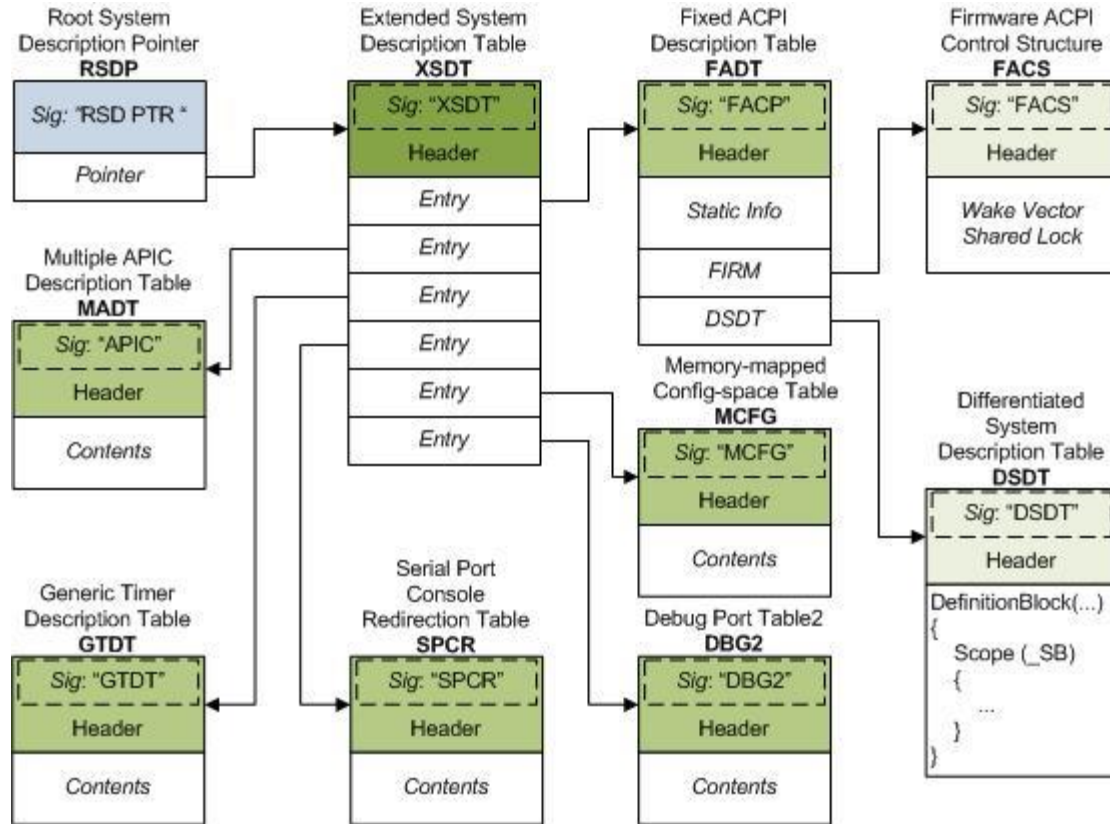 Root System
Description Pointer
RSDP
Sig: "RSD PTR "
Pointer
Extended System
Description Table
XSDT
Sig: "XSDT"
Header
Entry
Entry
Entry
Entry
Entry
Entry
Fixed ACPI
Description Table
FADT
Sig: "FACP"
Header
Static Info
FIRM
DSDT
Firmware ACPI
Control Structure
FACS
Sig: "FACS"
Header
Wake Vector
Shared Lock
Multiple APIC
Description Table
MADT
Sig: "APIC"
Header
Contents
Memory-mapped
Config-space Table
MCFG
Sig: "MCFG"
Header
Contents
Differentiated
System
Description Table
DSDT
Sig: "DSDT"
Header
DefinitionBlock(...)
{
Scope (_SB)
{
...
}
}
Generic Timer
Description Table
GTDT
Sig: "GTDT"
Header
Contents
Serial Port
Console
Redirection Table
SPCR
Sig: "SPCR"
Header
Contents
Debug Port Table2
DBG2
Sig: "DBG2"
Header
Contents